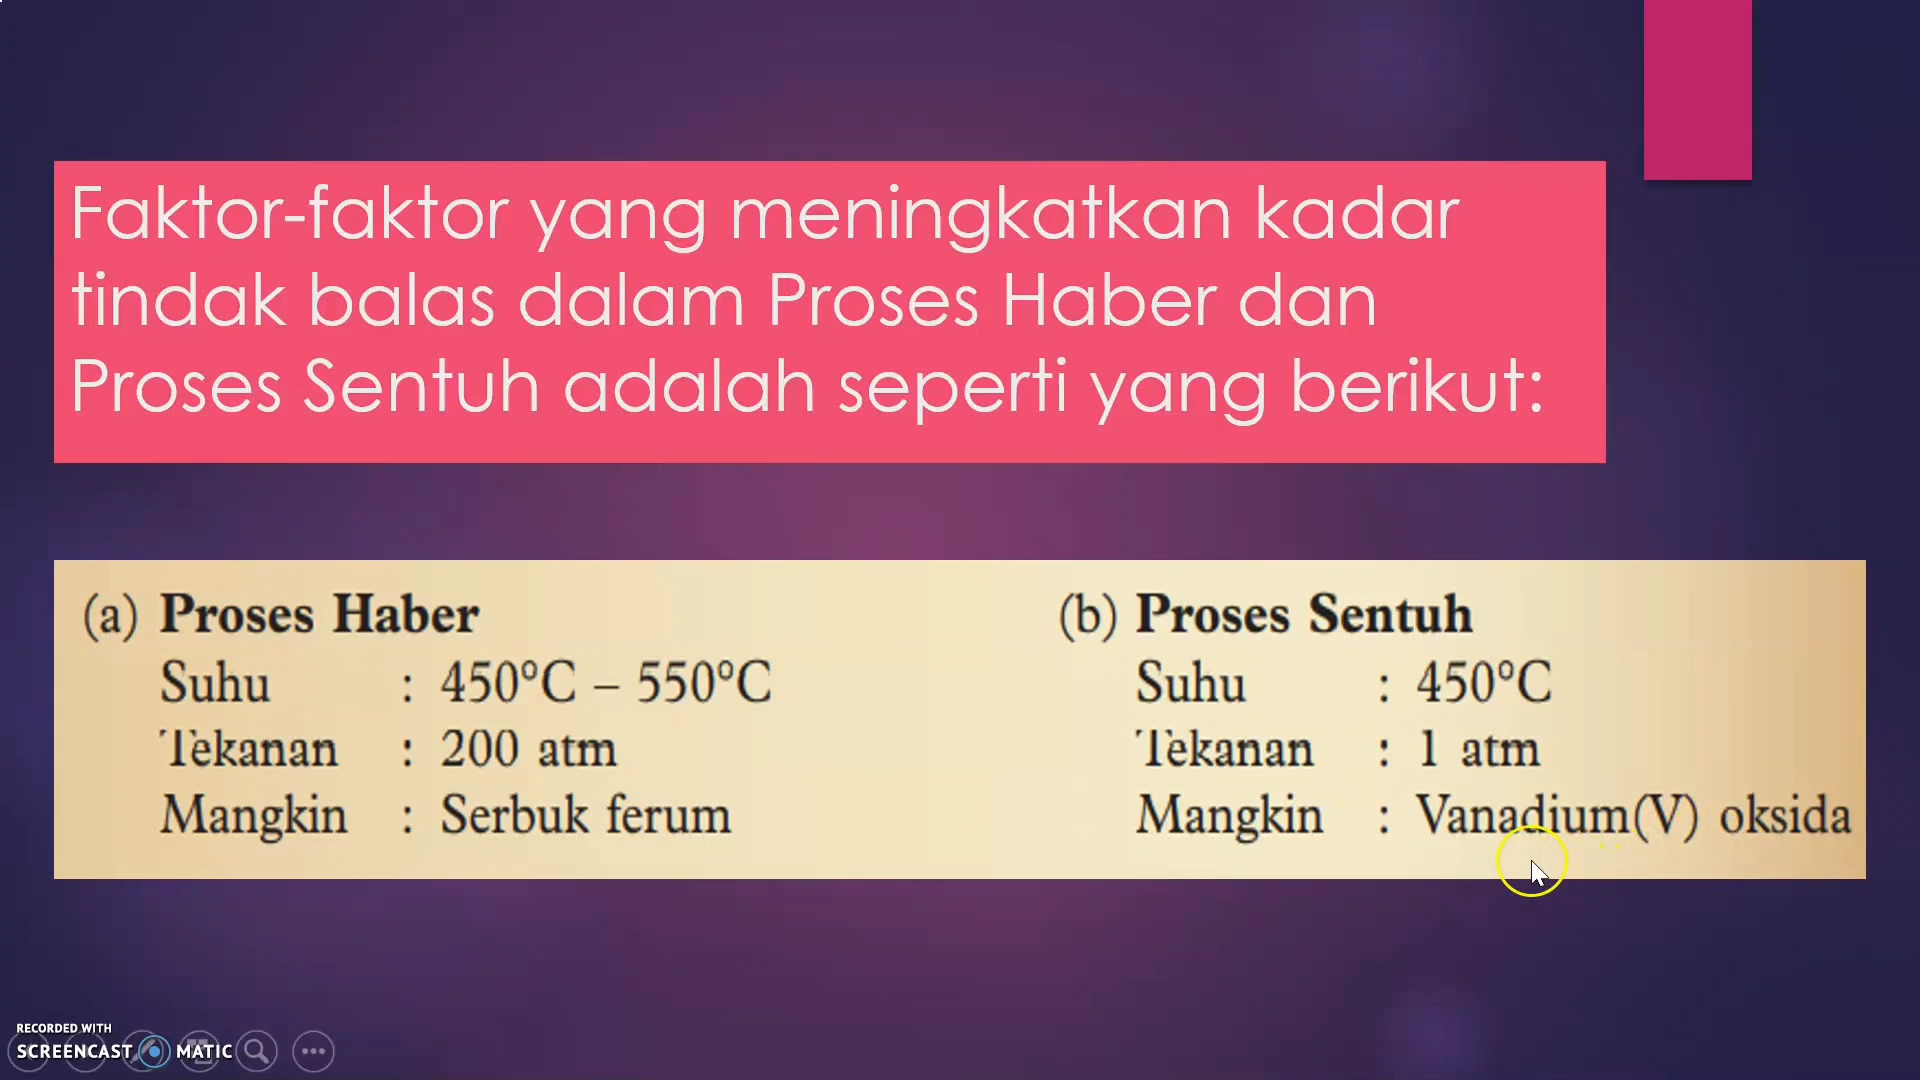 Faktor-faktor yang meningkatkan kadar
tindak balas dalam Proses Haber dan
Proses Sentuh adalah seperti yang berikut:
(a) Proses Haber
Suhu : 450°C – 550°C
Tekanan : 200 atm
Mangkin : Serbuk ferum
(b) Proses Sentuh
Suhu : 450°C
Tekanan : 1 atm
Mangkin : Vanadium(V) oksida
RECORDED WITH
SCREENCAST MATIC